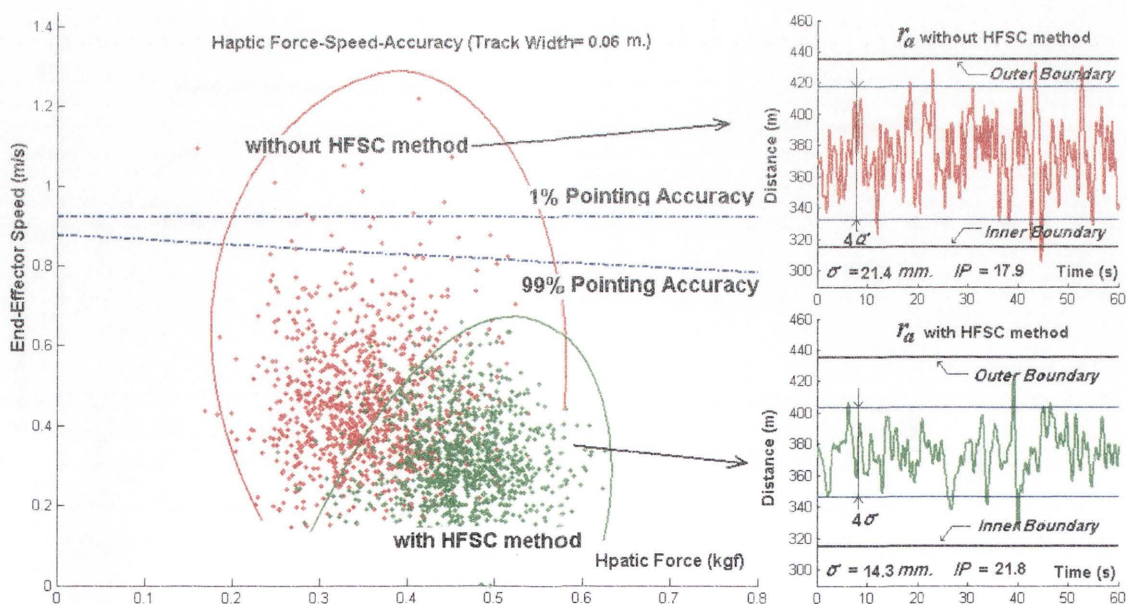 Haptic Force-Speed-Accuracy (Track Width= 0.06 m.)
End-Effector Speed (m/s)
1.4
1.2
1
0.8
0.6
0.4
0.2
0
without HFSC method
1% Pointing Accuracy
99% Pointing Accuracy
with HFSC method
Hpatic Force (kgf)
0 0.1 0.2 0.3 0.4 0.5 0.6 0.7 0.8
rₐ without HFSC method
Distance (m)
460
440
420
400
380
360
340
320
300
Outer Boundary
4σ
Inner Boundary
σ = 21.4 mm. IP = 17.9 Time (s)
0 10 20 30 40 50 60
rₐ with HFSC method
Distance (m)
460
440
420
400
380
360
340
320
300
Outer Boundary
4σ
Inner Boundary
σ = 14.3 mm. IP = 21.8 Time (s)
0 10 20 30 40 50 60